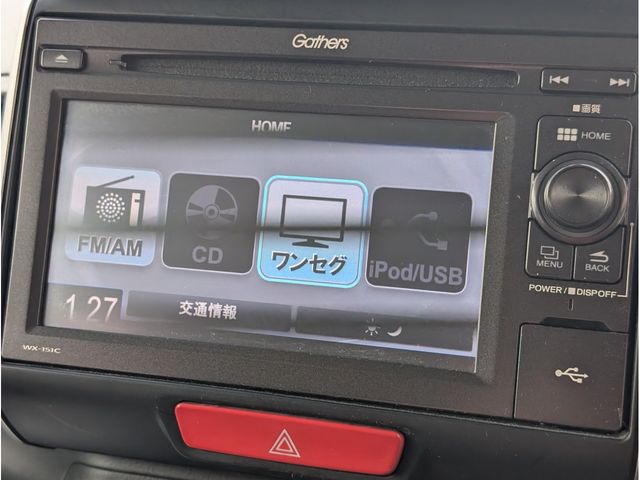 Gathers
画質
HOME
HOME
FM/AM
CD
ワンセグ
iPod/USB
MENU
BACK
POWER / DISP OFF
1:27
交通情報
WX-151C